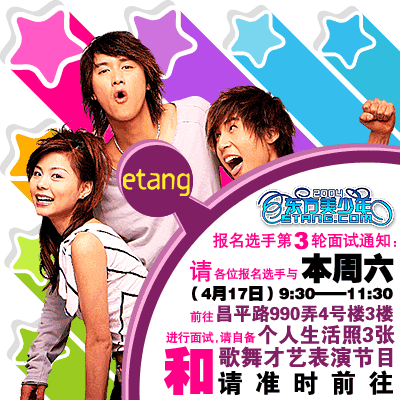 etang
2004
东方美少年
ETANG.COM
报名选手第3轮面试通知:
请各位报名选手与本周六
(4月17日)9:30——11:30
前往昌平路990弄4号楼3楼
进行面试,请自备个人生活照3张
和歌舞才艺表演节目
请准时前往